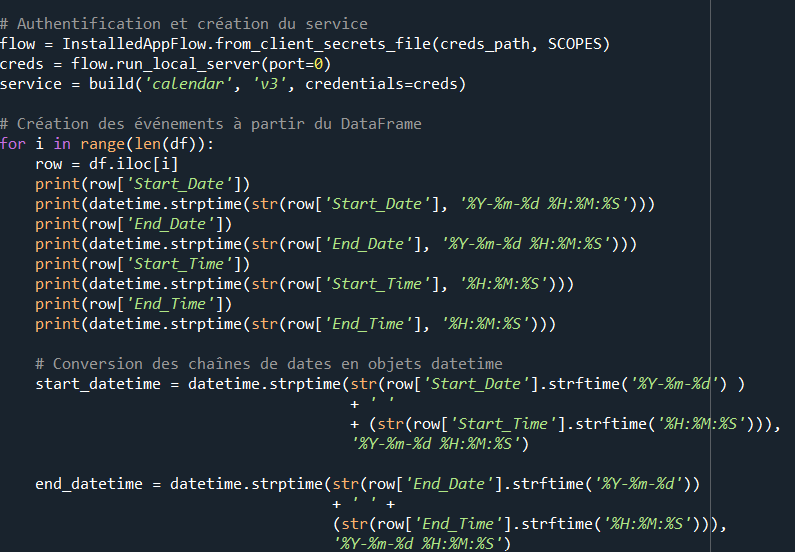 # Authentification et création du service
flow = InstalledAppFlow.from_client_secrets_file(creds_path, SCOPES)
creds = flow.run_local_server(port=0)
service = build('calendar', 'v3', credentials=creds)

# Création des événements à partir du DataFrame
for i in range(len(df)):
    row = df.iloc[i]
    print(row['Start_Date'])
    print(datetime.strptime(str(row['Start_Date'], '%Y-%m-%d %H:%M:%S')))
    print(row['End_Date'])
    print(datetime.strptime(str(row['End_Date'], '%Y-%m-%d %H:%M:%S')))
    print(row['Start_Time'])
    print(datetime.strptime(str(row['Start_Time'], '%H:%M:%S')))
    print(row['End_Time'])
    print(datetime.strptime(str(row['End_Time'], '%H:%M:%S')))

    # Conversion des chaînes de dates en objets datetime
    start_datetime = datetime.strptime(str(row['Start_Date'].strftime('%Y-%m-%d') )
                                       + ' '
                                       + (str(row['Start_Time'].strftime('%H:%M:%S'))),
                                       '%Y-%m-%d %H:%M:%S')

    end_datetime = datetime.strptime(str(row['End_Date'].strftime('%Y-%m-%d'))
                                     + ' ' +
                                     (str(row['End_Time'].strftime('%H:%M:%S'))),
                                     '%Y-%m-%d %H:%M:%S')